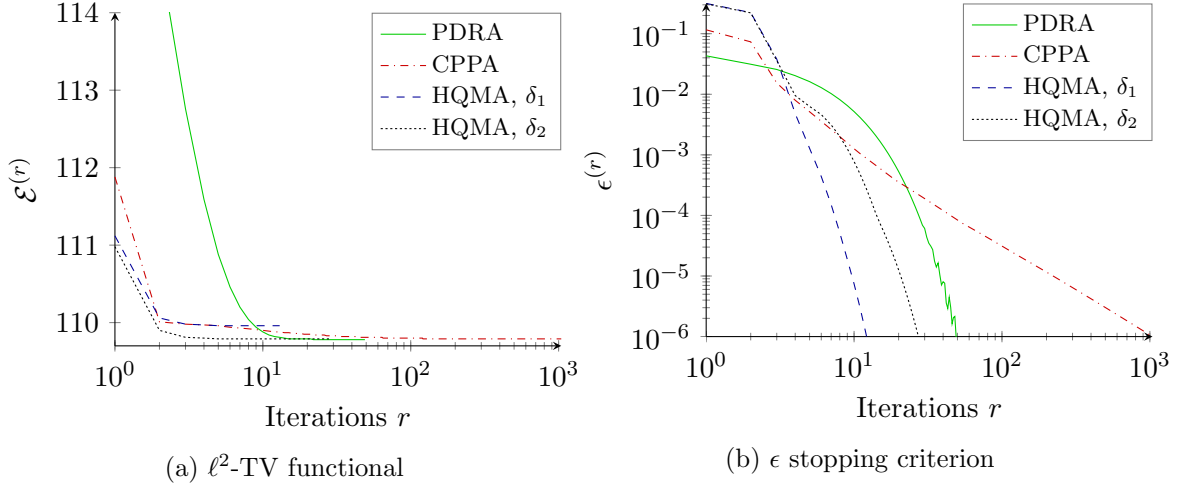 114
113
112
111
110
10^0
10^1
10^2
10^3
ℰ^(r)
Iterations r
PDRA
CPPA
HQMA, δ₁
HQMA, δ₂
(a) ℓ²-TV functional
10^−1
10^−2
10^−3
10^−4
10^−5
10^−6
10^0
10^1
10^2
10^3
ϵ^(r)
Iterations r
PDRA
CPPA
HQMA, δ₁
HQMA, δ₂
(b) ϵ stopping criterion